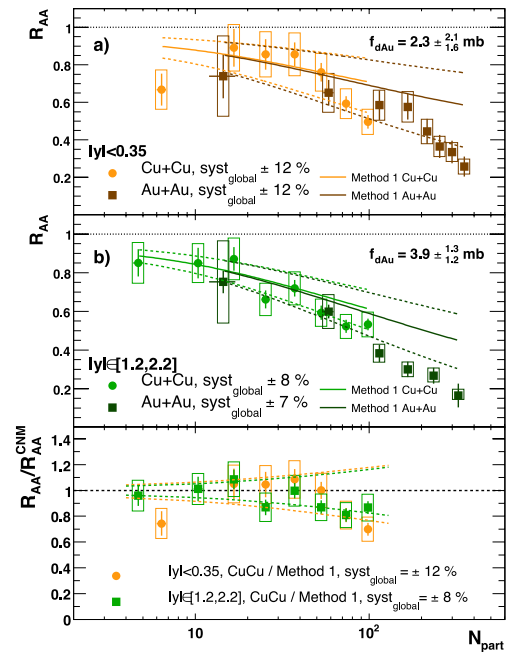 R_AA
a)
f_dAu = 2.3 ± 2.1 1.6 mb
1
0.8
0.6
0.4
0.2
|y|<0.35
Cu+Cu, syst_global ± 12 %
Method 1 Cu+Cu
Au+Au, syst_global ± 12 %
Method 1 Au+Au
R_AA
b)
f_dAu = 3.9 ± 1.3 1.2 mb
1
0.8
0.6
0.4
0.2
|y|∈[1.2,2.2]
Cu+Cu, syst_global ± 8 %
Method 1 Cu+Cu
Au+Au, syst_global ± 7 %
Method 1 Au+Au
R_AA/R_AA^CNM
1.4
1.2
1
0.8
0.6
0.4
0.2
0
|y|<0.35, CuCu / Method 1, syst_global = ± 12 %
|y|∈[1.2,2.2], CuCu / Method 1, syst_global = ± 8 %
10
10²
N_part